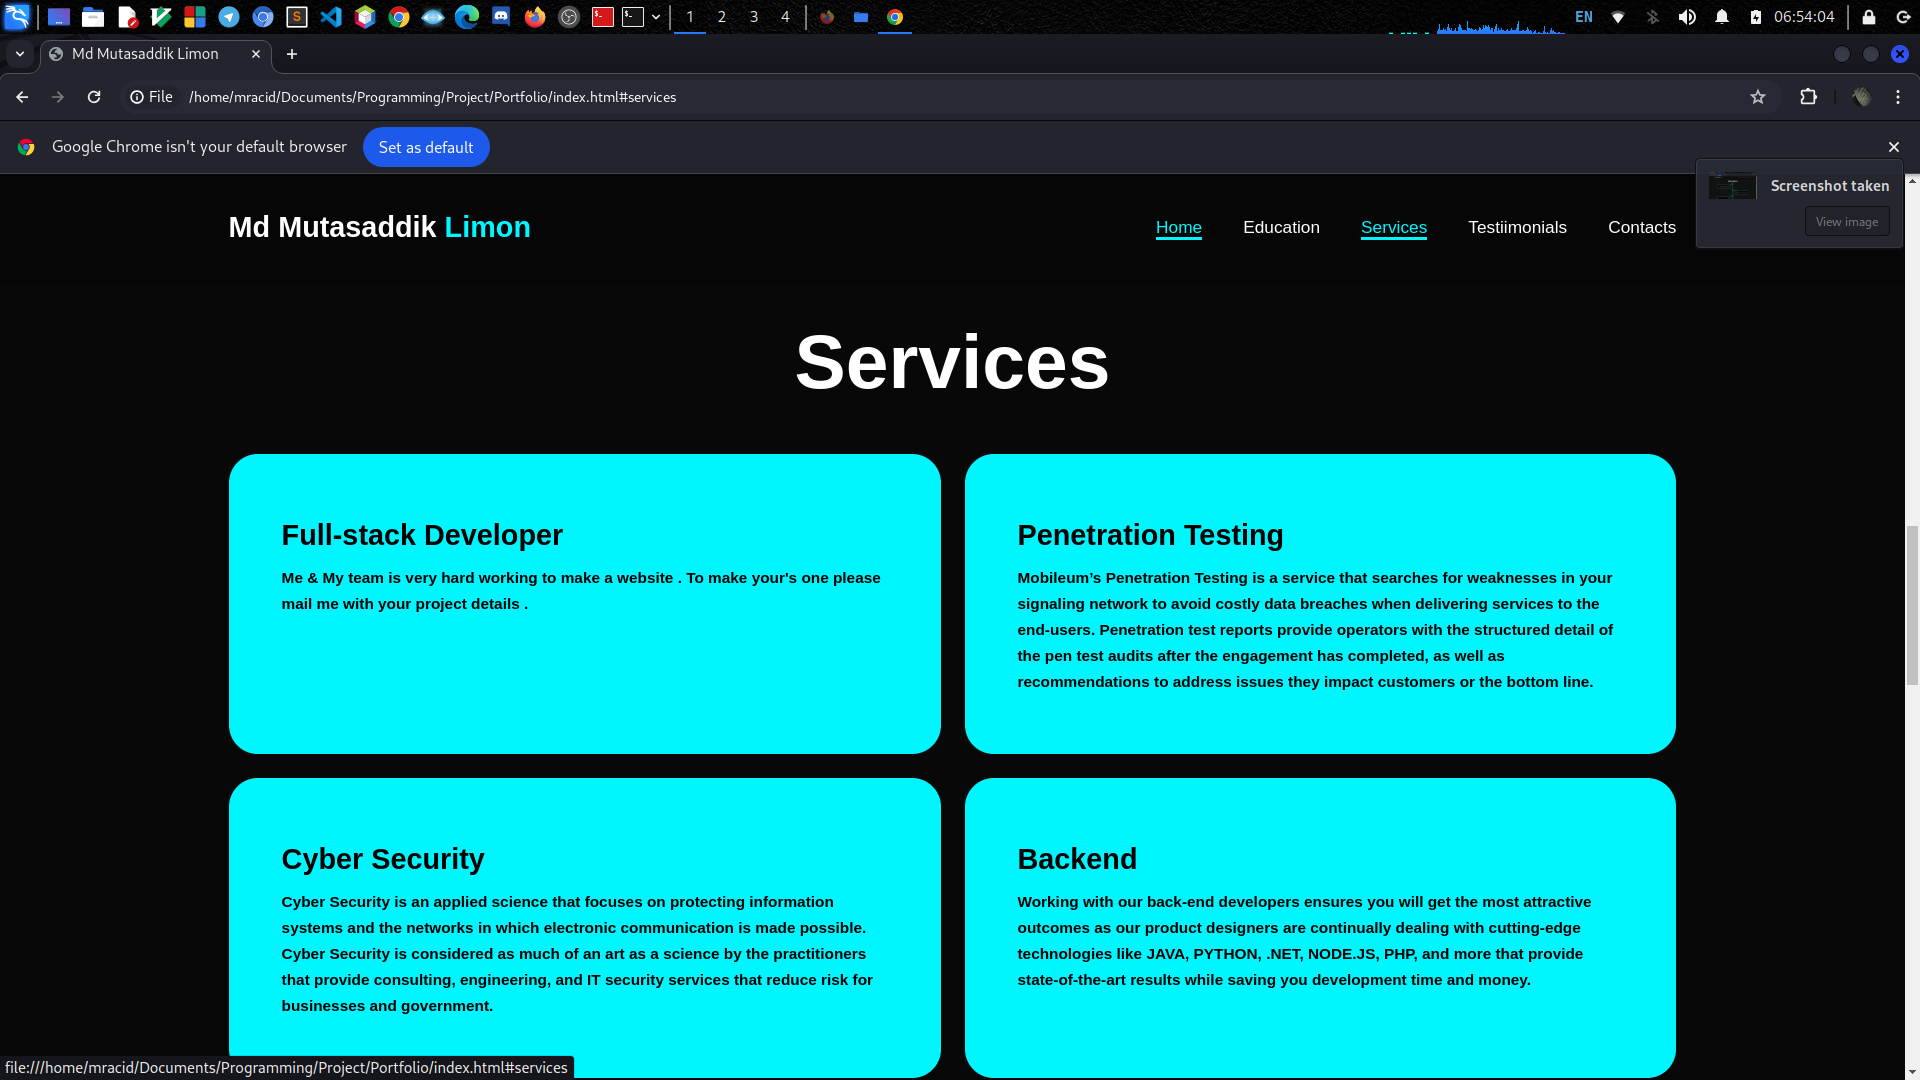 1 2 3 4 EN 06:54:04
Md Mutasaddik Limon
File /home/mracid/Documents/Programming/Project/Portfolio/index.html#services
Google Chrome isn't your default browser Set as default
Screenshot taken
View image
Md Mutasaddik Limon
Home Education Services Testiimonials Contacts
Services
Full-stack Developer
Me & My team is very hard working to make a website . To make your's one please
mail me with your project details .
Penetration Testing
Mobileum’s Penetration Testing is a service that searches for weaknesses in your
signaling network to avoid costly data breaches when delivering services to the
end-users. Penetration test reports provide operators with the structured detail of
the pen test audits after the engagement has completed, as well as
recommendations to address issues they impact customers or the bottom line.
Cyber Security
Cyber Security is an applied science that focuses on protecting information
systems and the networks in which electronic communication is made possible.
Cyber Security is considered as much of an art as a science by the practitioners
that provide consulting, engineering, and IT security services that reduce risk for
businesses and government.
Backend
Working with our back-end developers ensures you will get the most attractive
outcomes as our product designers are continually dealing with cutting-edge
technologies like JAVA, PYTHON, .NET, NODE.JS, PHP, and more that provide
state-of-the-art results while saving you development time and money.
file:///home/mracid/Documents/Programming/Project/Portfolio/index.html#services